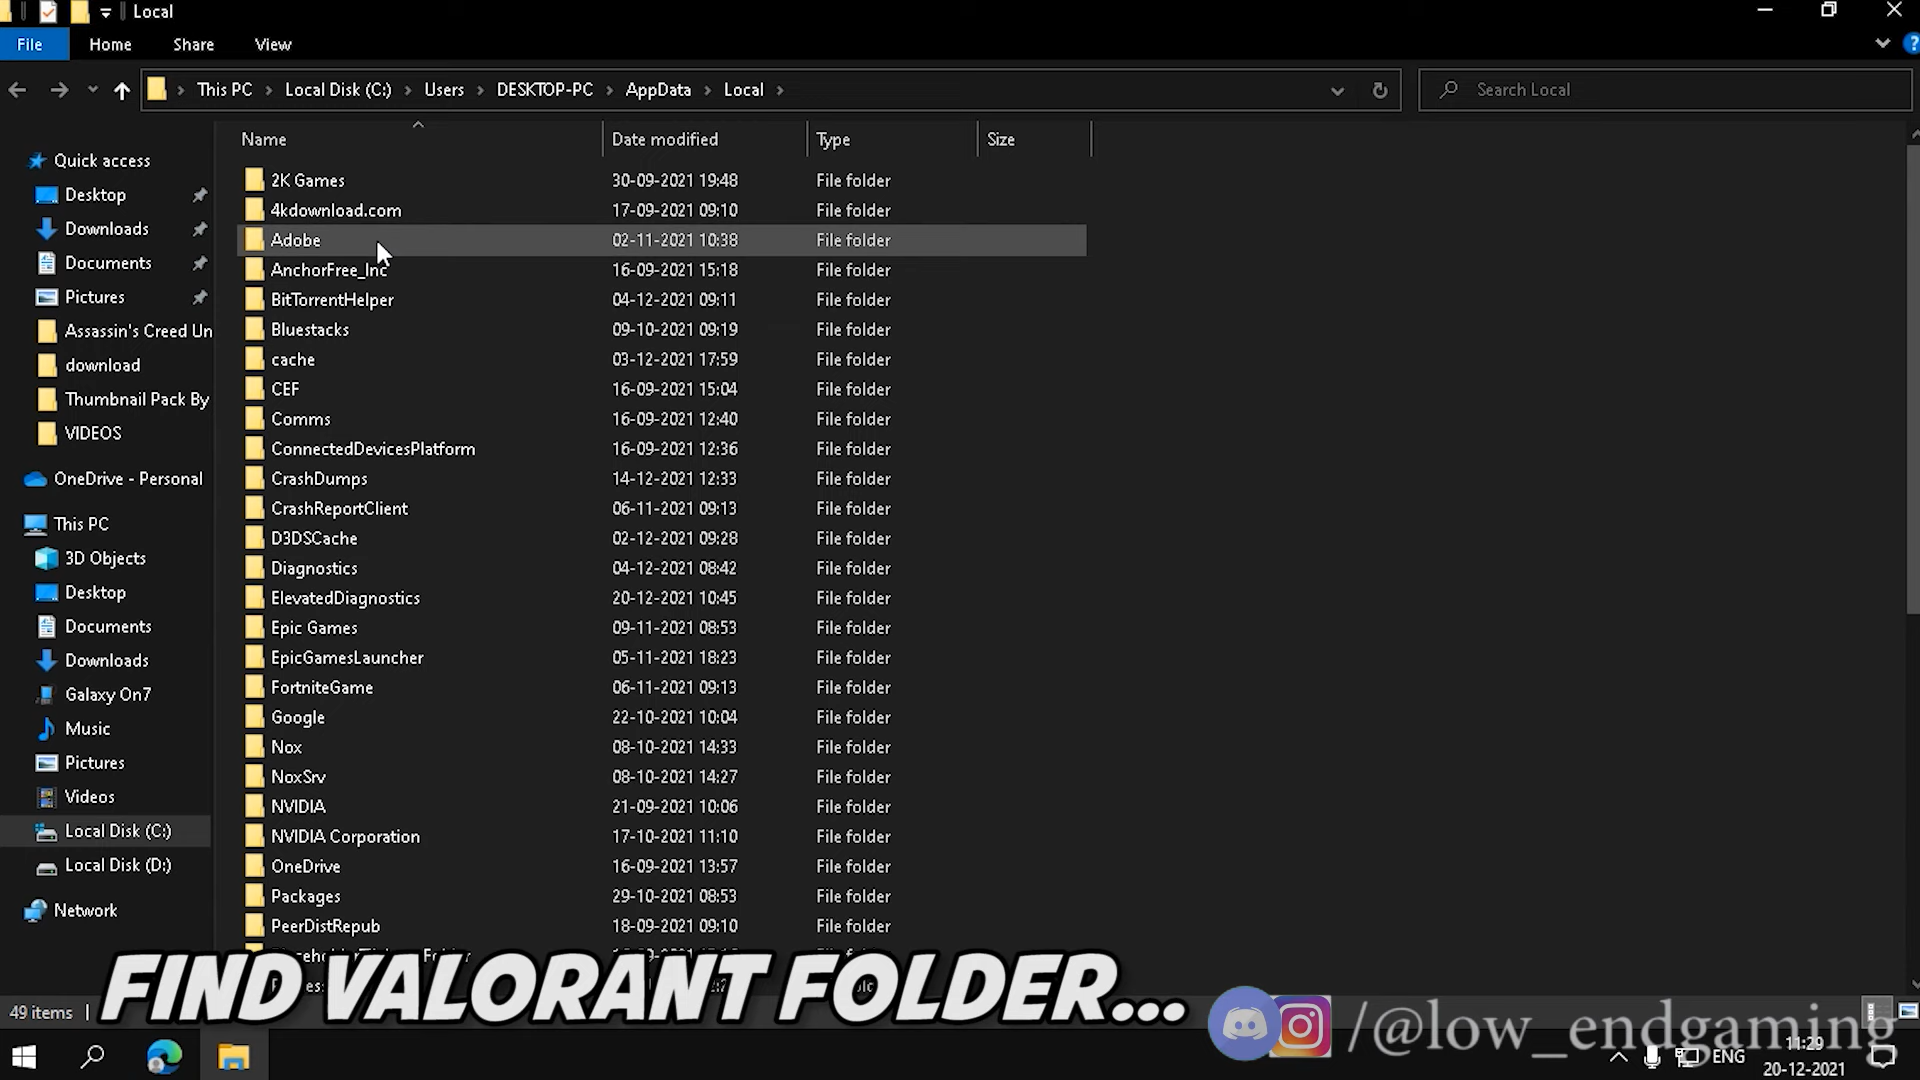 Local
File Home Share View
This PC Local Disk (C:) Users DESKTOP-PC AppData Local
Search Local
Name Date modified Type Size
Quick access
Desktop
Downloads
Documents
Pictures
Assassin's Creed Un
download
Thumbnail Pack By
VIDEOS
OneDrive - Personal
This PC
3D Objects
Desktop
Documents
Downloads
Galaxy On7
Music
Pictures
Videos
Local Disk (C:)
Local Disk (D:)
Network
2K Games 30-09-2021 19:48 File folder
4kdownload.com 17-09-2021 09:10 File folder
Adobe 02-11-2021 10:38 File folder
AnchorFree_Inc 16-09-2021 15:18 File folder
BitTorrentHelper 04-12-2021 09:11 File folder
Bluestacks 09-10-2021 09:19 File folder
cache 03-12-2021 17:59 File folder
CEF 16-09-2021 15:04 File folder
Comms 16-09-2021 12:40 File folder
ConnectedDevicesPlatform 16-09-2021 12:36 File folder
CrashDumps 14-12-2021 12:33 File folder
CrashReportClient 06-11-2021 09:13 File folder
D3DSCache 02-12-2021 09:28 File folder
Diagnostics 04-12-2021 08:42 File folder
ElevatedDiagnostics 20-12-2021 10:45 File folder
Epic Games 09-11-2021 08:53 File folder
EpicGamesLauncher 05-11-2021 18:23 File folder
FortniteGame 06-11-2021 09:13 File folder
Google 22-10-2021 10:04 File folder
Nox 08-10-2021 14:33 File folder
NoxSrv 08-10-2021 14:27 File folder
NVIDIA 21-09-2021 10:06 File folder
NVIDIA Corporation 17-10-2021 11:10 File folder
OneDrive 16-09-2021 13:57 File folder
Packages 29-10-2021 08:53 File folder
PeerDistRepub 18-09-2021 09:10 File folder
FIND VALORANT FOLDER...
49 items
/@low_endgaming
ENG
11:29
20-12-2021